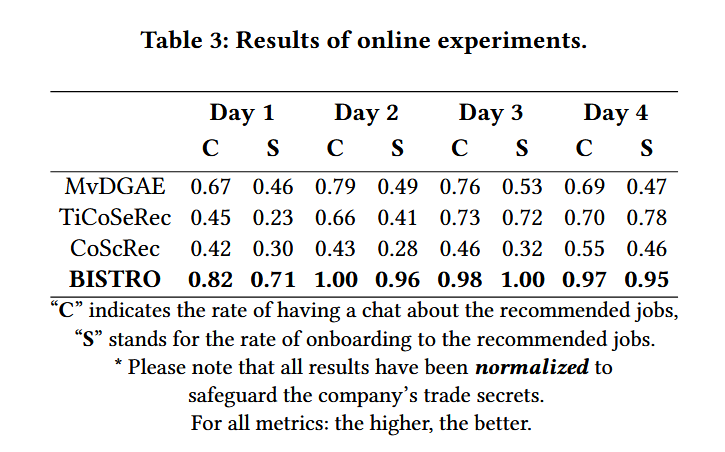 Table 3: Results of online experiments.
Day 1 Day 2 Day 3 Day 4
C S C S C S C S
MvDGAE 0.67 0.46 0.79 0.49 0.76 0.53 0.69 0.47
TiCoSeRec 0.45 0.23 0.66 0.41 0.73 0.72 0.70 0.78
CoScRec 0.42 0.30 0.43 0.28 0.46 0.32 0.55 0.46
BISTRO 0.82 0.71 1.00 0.96 0.98 1.00 0.97 0.95
“C” indicates the rate of having a chat about the recommended jobs,
“S” stands for the rate of onboarding to the recommended jobs.
* Please note that all results have been normalized to
safeguard the company’s trade secrets.
For all metrics: the higher, the better.